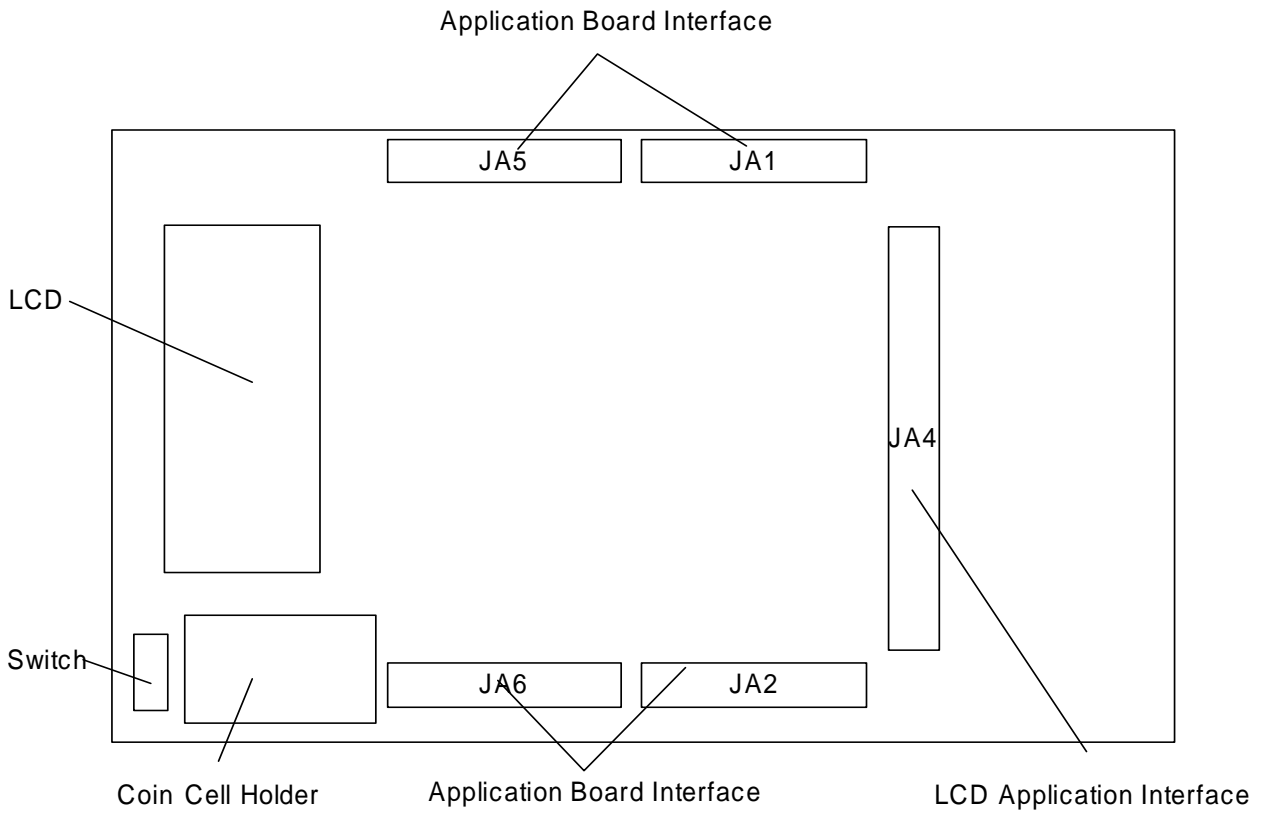 Application Board Interface
JA5
JA1
LCD
JA4
Switch
JA6
JA2
Coin Cell Holder
Application Board Interface
LCD Application Interface